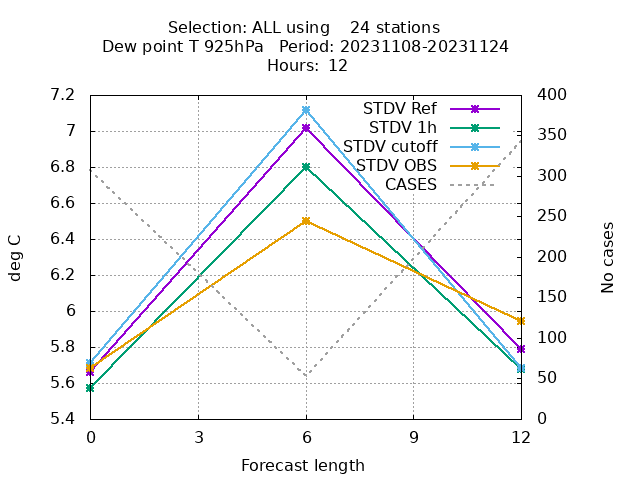 Selection: ALL using    24 stations
Dew point T 925hPa   Period: 20231108-20231124
Hours:  12
STDV Ref
STDV 1h
STDV cutoff
STDV OBS
CASES
7.2
7
6.8
6.6
6.4
6.2
6
5.8
5.6
5.4
400
350
300
250
200
150
100
50
0
deg C
No cases
0 3 6 9 12
Forecast length